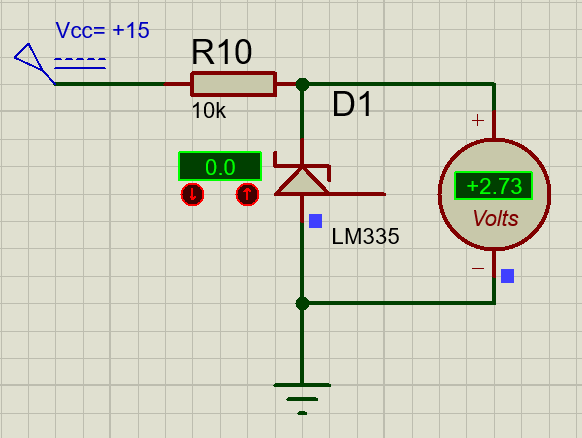 Vcc= +15
R10
10k
D1
0.0
+
+2.73
Volts
LM335
−